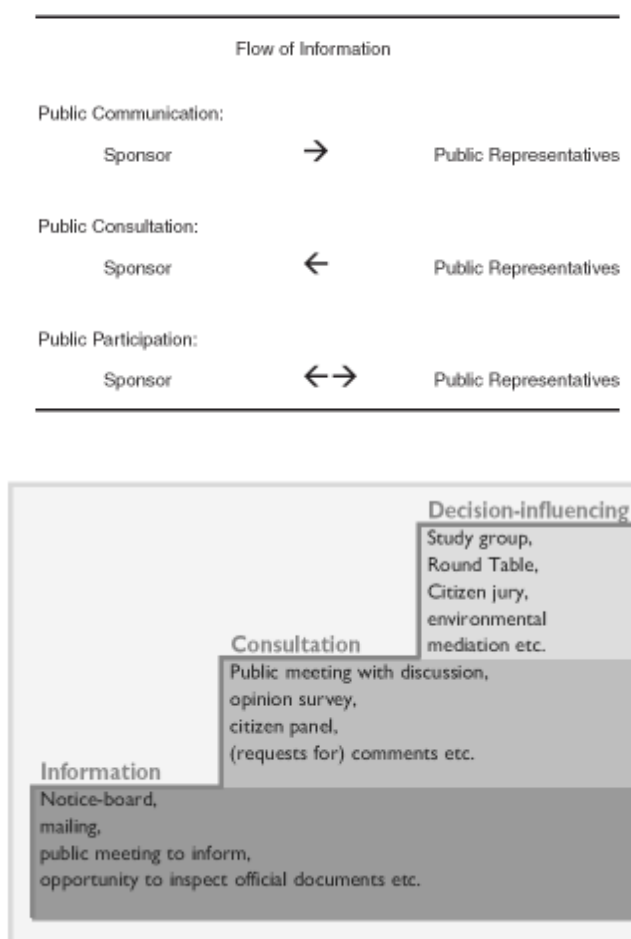 Flow of Information
Public Communication:
Sponsor → Public Representatives
Public Consultation:
Sponsor ← Public Representatives
Public Participation:
Sponsor ←→ Public Representatives
Decision-influencing
Study group,
Round Table,
Citizen jury,
environmental
mediation etc.
Consultation
Public meeting with discussion,
opinion survey,
citizen panel,
(requests for) comments etc.
Information
Notice-board,
mailing,
public meeting to inform,
opportunity to inspect official documents etc.